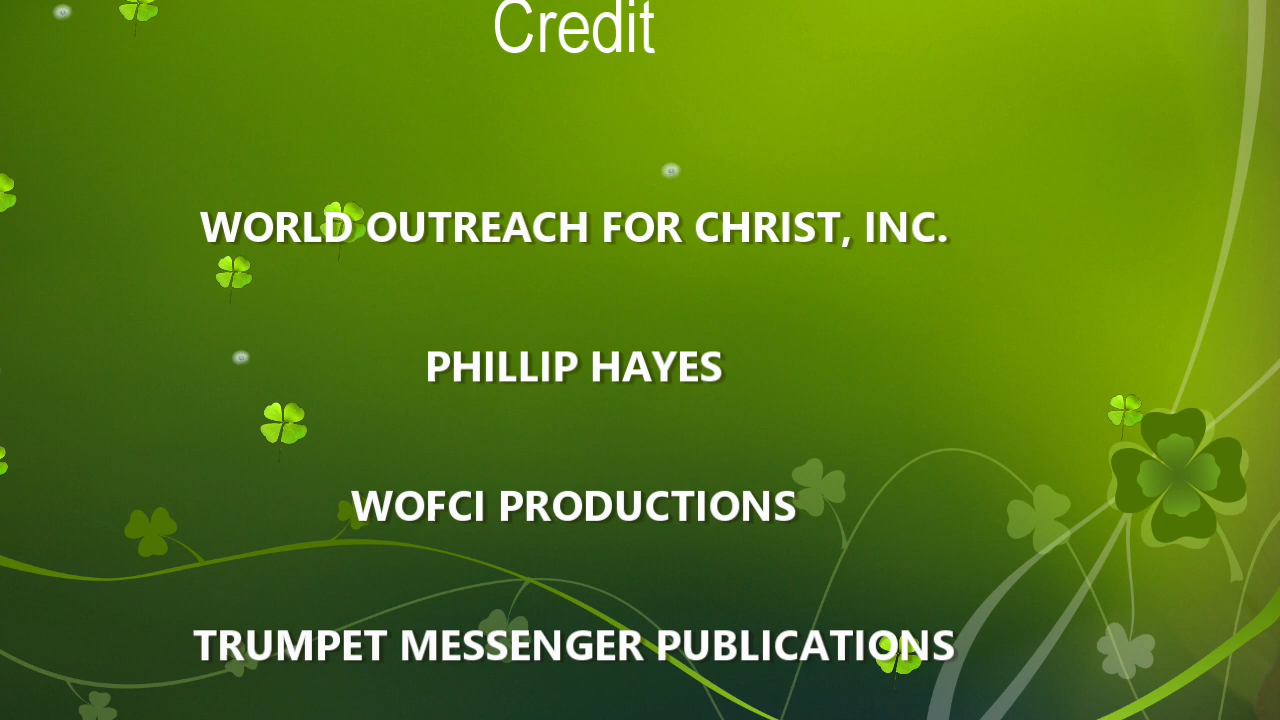 Credit
WORLD OUTREACH FOR CHRIST, INC.
PHILLIP HAYES
WOFCI PRODUCTIONS
TRUMPET MESSENGER PUBLICATIONS